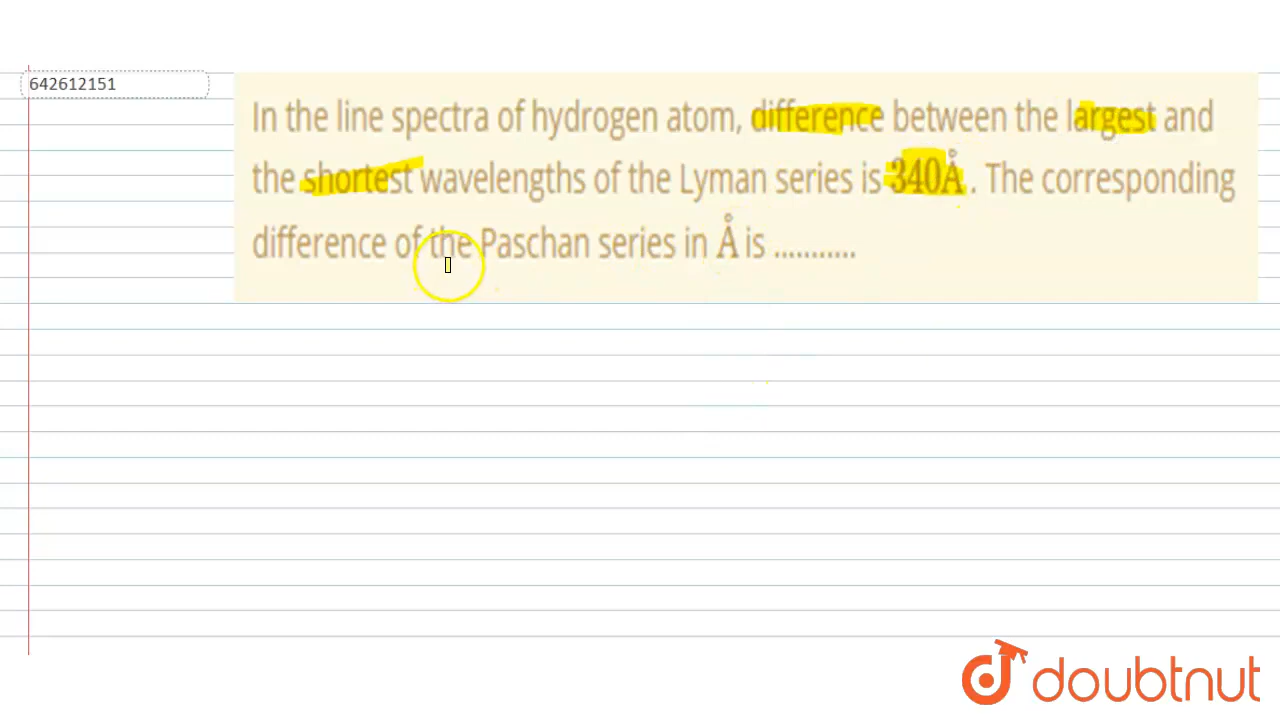 642612151
In the line spectra of hydrogen atom, difference between the largest and
the shortest wavelengths of the Lyman series is 340Å . The corresponding
difference of the Paschan series in Å is ...........
doubtnut